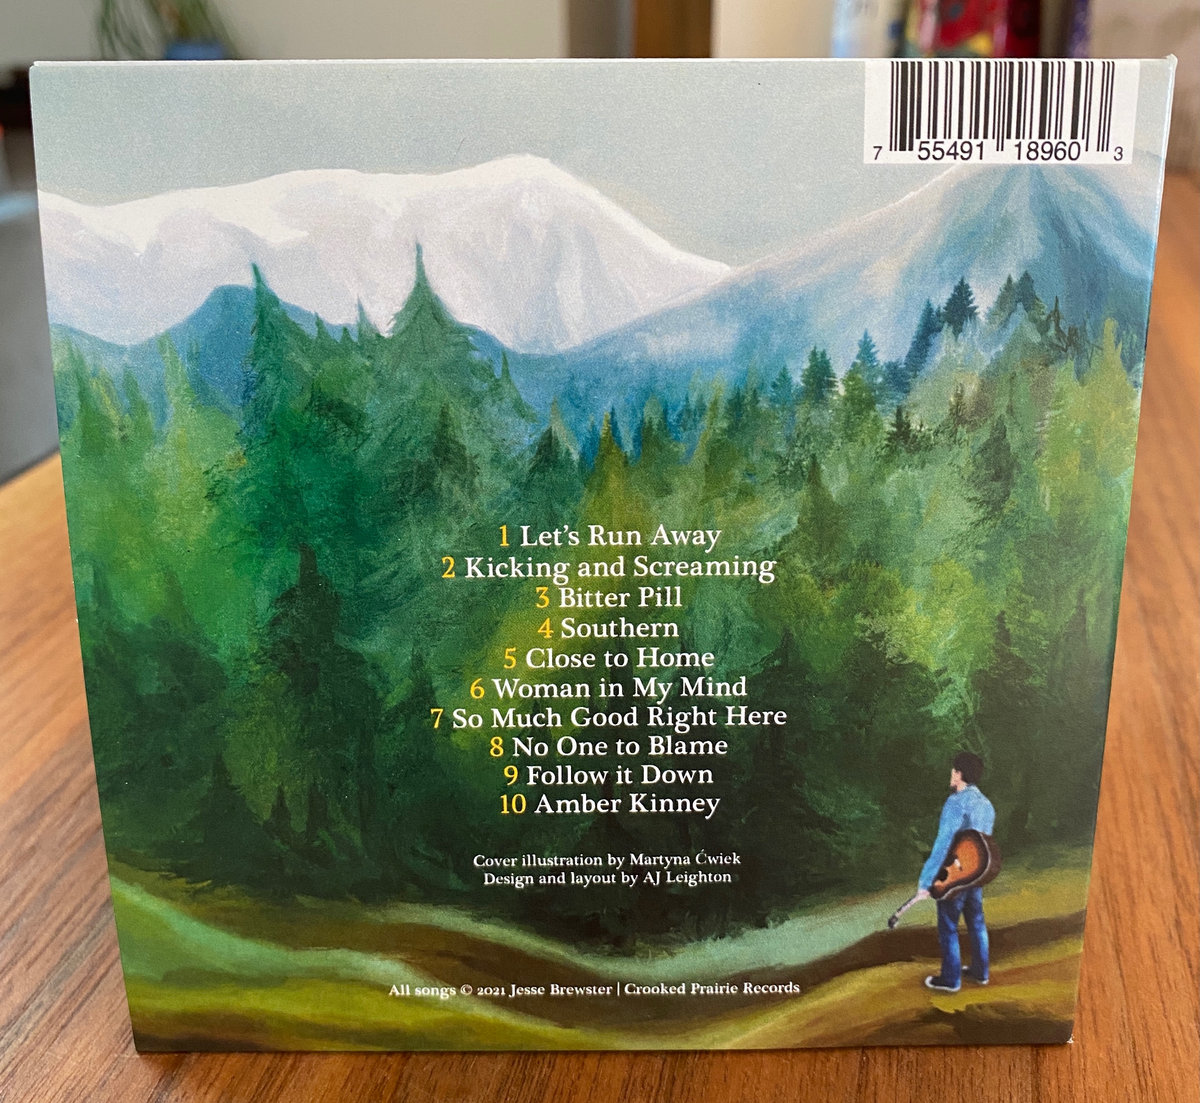 7 55491 18960 3
1 Let's Run Away
2 Kicking and Screaming
3 Bitter Pill
4 Southern
5 Close to Home
6 Woman in My Mind
7 So Much Good Right Here
8 No One to Blame
9 Follow it Down
10 Amber Kinney
Cover illustration by Martyna Ćwiek
Design and layout by AJ Leighton
All songs © 2021 Jesse Brewster | Crooked Prairie Records